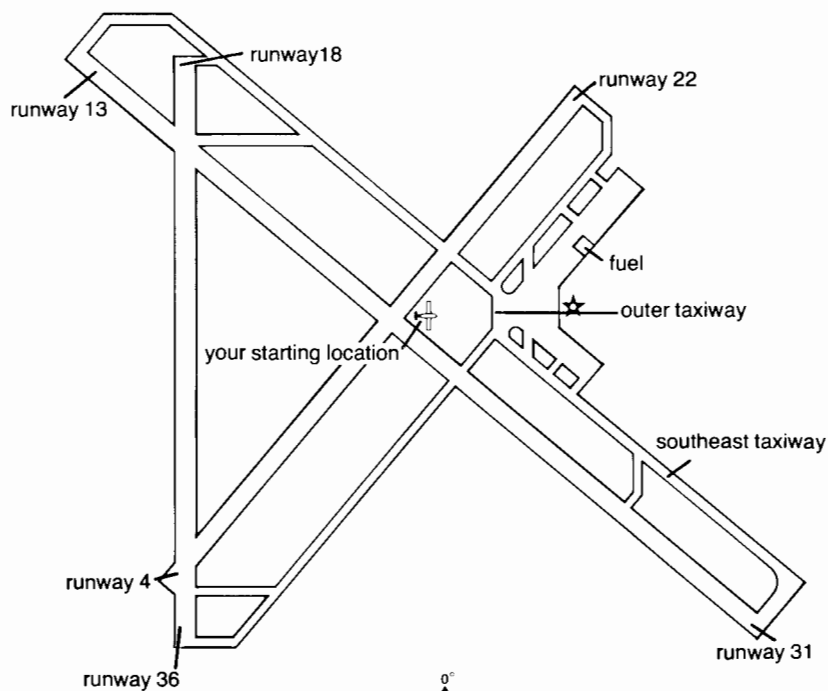 runway18
runway 13
runway 22
fuel
outer taxiway
your starting location
southeast taxiway
runway 4
runway 31
runway 36
0°